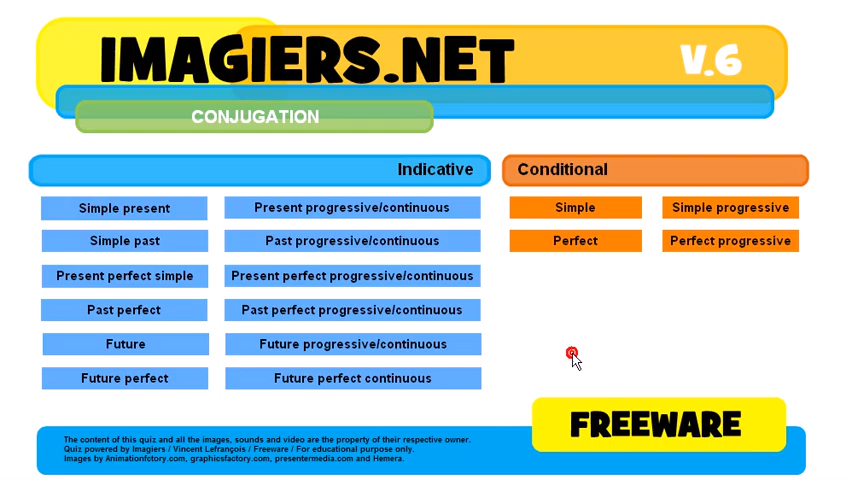 IMAGIERS.NET V.6
CONJUGATION
Indicative Conditional
Simple present Present progressive/continuous Simple Simple progressive
Simple past Past progressive/continuous Perfect Perfect progressive
Present perfect simple Present perfect progressive/continuous
Past perfect Past perfect progressive/continuous
Future Future progressive/continuous
Future perfect Future perfect continuous
FREEWARE
The content of this quiz and all the images, sounds and video are the property of their respective owner.
Quiz powered by Imagiers / Vincent Lefrançois / Freeware / For educational purpose only.
Images by Animationfotory.com, graphicsfactory.com, presentermedia.com and Hemera.